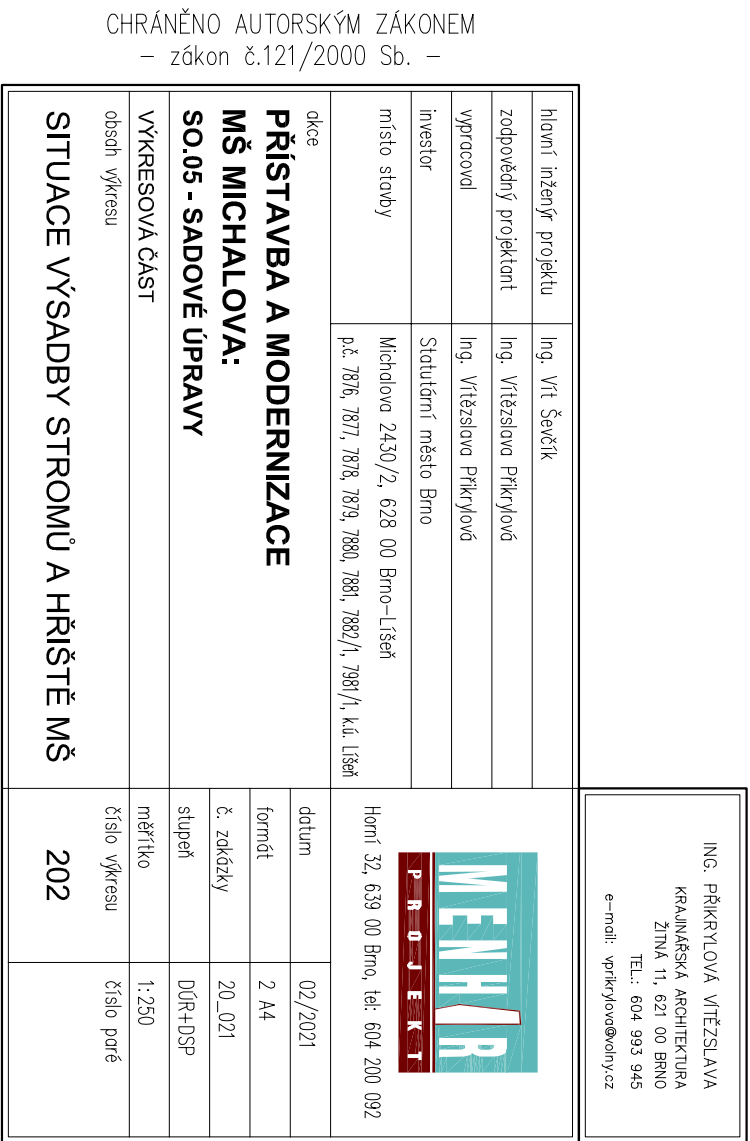 CHRÁNĚNO AUTORSKÝM ZÁKONEM
– zákon č.121/2000 Sb. –
ING. PŘIKRYLOVÁ VÍTĚZSLAVA
KRAJINÁŘSKÁ ARCHITEKTURA
ŽITNÁ 11, 621 00 BRNO
TEL.: 604 993 945
e-mail: vprikrylova@volny.cz
hlavní inženýr projektu Ing. Vít Ševčík
zodpovědný projektant Ing. Vítězslava Přikrylová
vypracoval Ing. Vítězslava Přikrylová
investor Statutární město Brno
místo stavby Michalova 2430/2, 628 00 Brno-Líšeň
p.č. 7876, 7877, 7878, 7879, 7880, 7881, 7882/1, 7981/1, k.ú. Líšeň
MENHIR
PROJEKT
Horní 32, 639 00 Brno, tel: 604 200 092
akce
PŘÍSTAVBA A MODERNIZACE
MŠ MICHALOVA:
SO.05 - SADOVÉ ÚPRAVY
VÝKRESOVÁ ČÁST
obsah výkresu
SITUACE VÝSADBY STROMŮ A HŘIŠTĚ MŠ
datum 02/2021
formát 2 A4
č. zakázky 20_021
stupeň DÚR+DSP
měřítko 1:250
číslo výkresu číslo paré
202